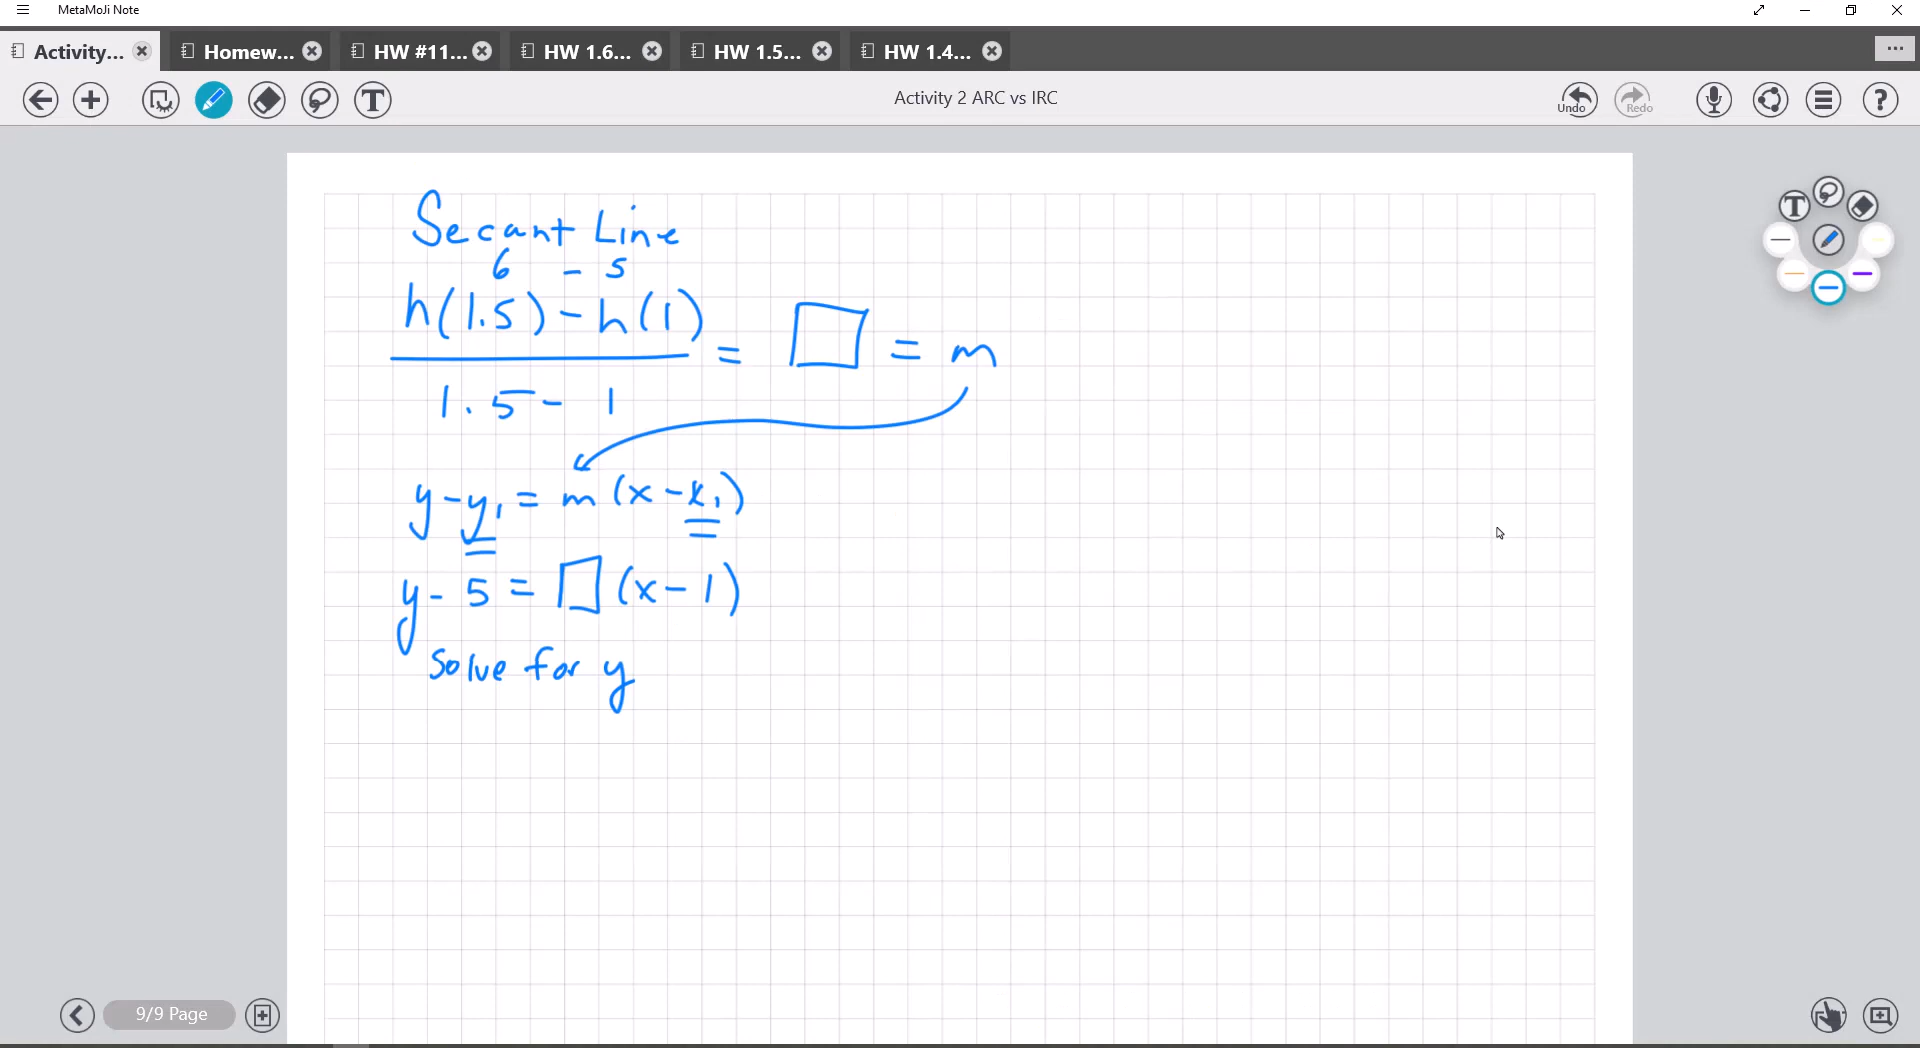 MetaMoJi Note
Activity... Homew... HW #11... HW 1.6... HW 1.5... HW 1.4... ...
T Activity 2 ARC vs IRC Undo Redo ?
T
Secant Line
6 - 5
h(1.5) - h(1)
1.5 - 1
= □ = m
y - y₁ = m (x - x₁)
y - 5 = □ (x - 1)
Solve for y
9/9 Page